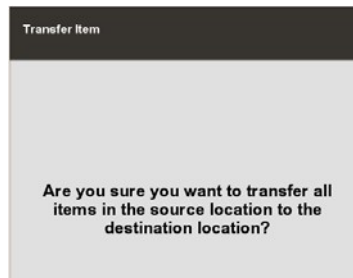 Transfer Item
Are you sure you want to transfer all
items in the source location to the
destination location?